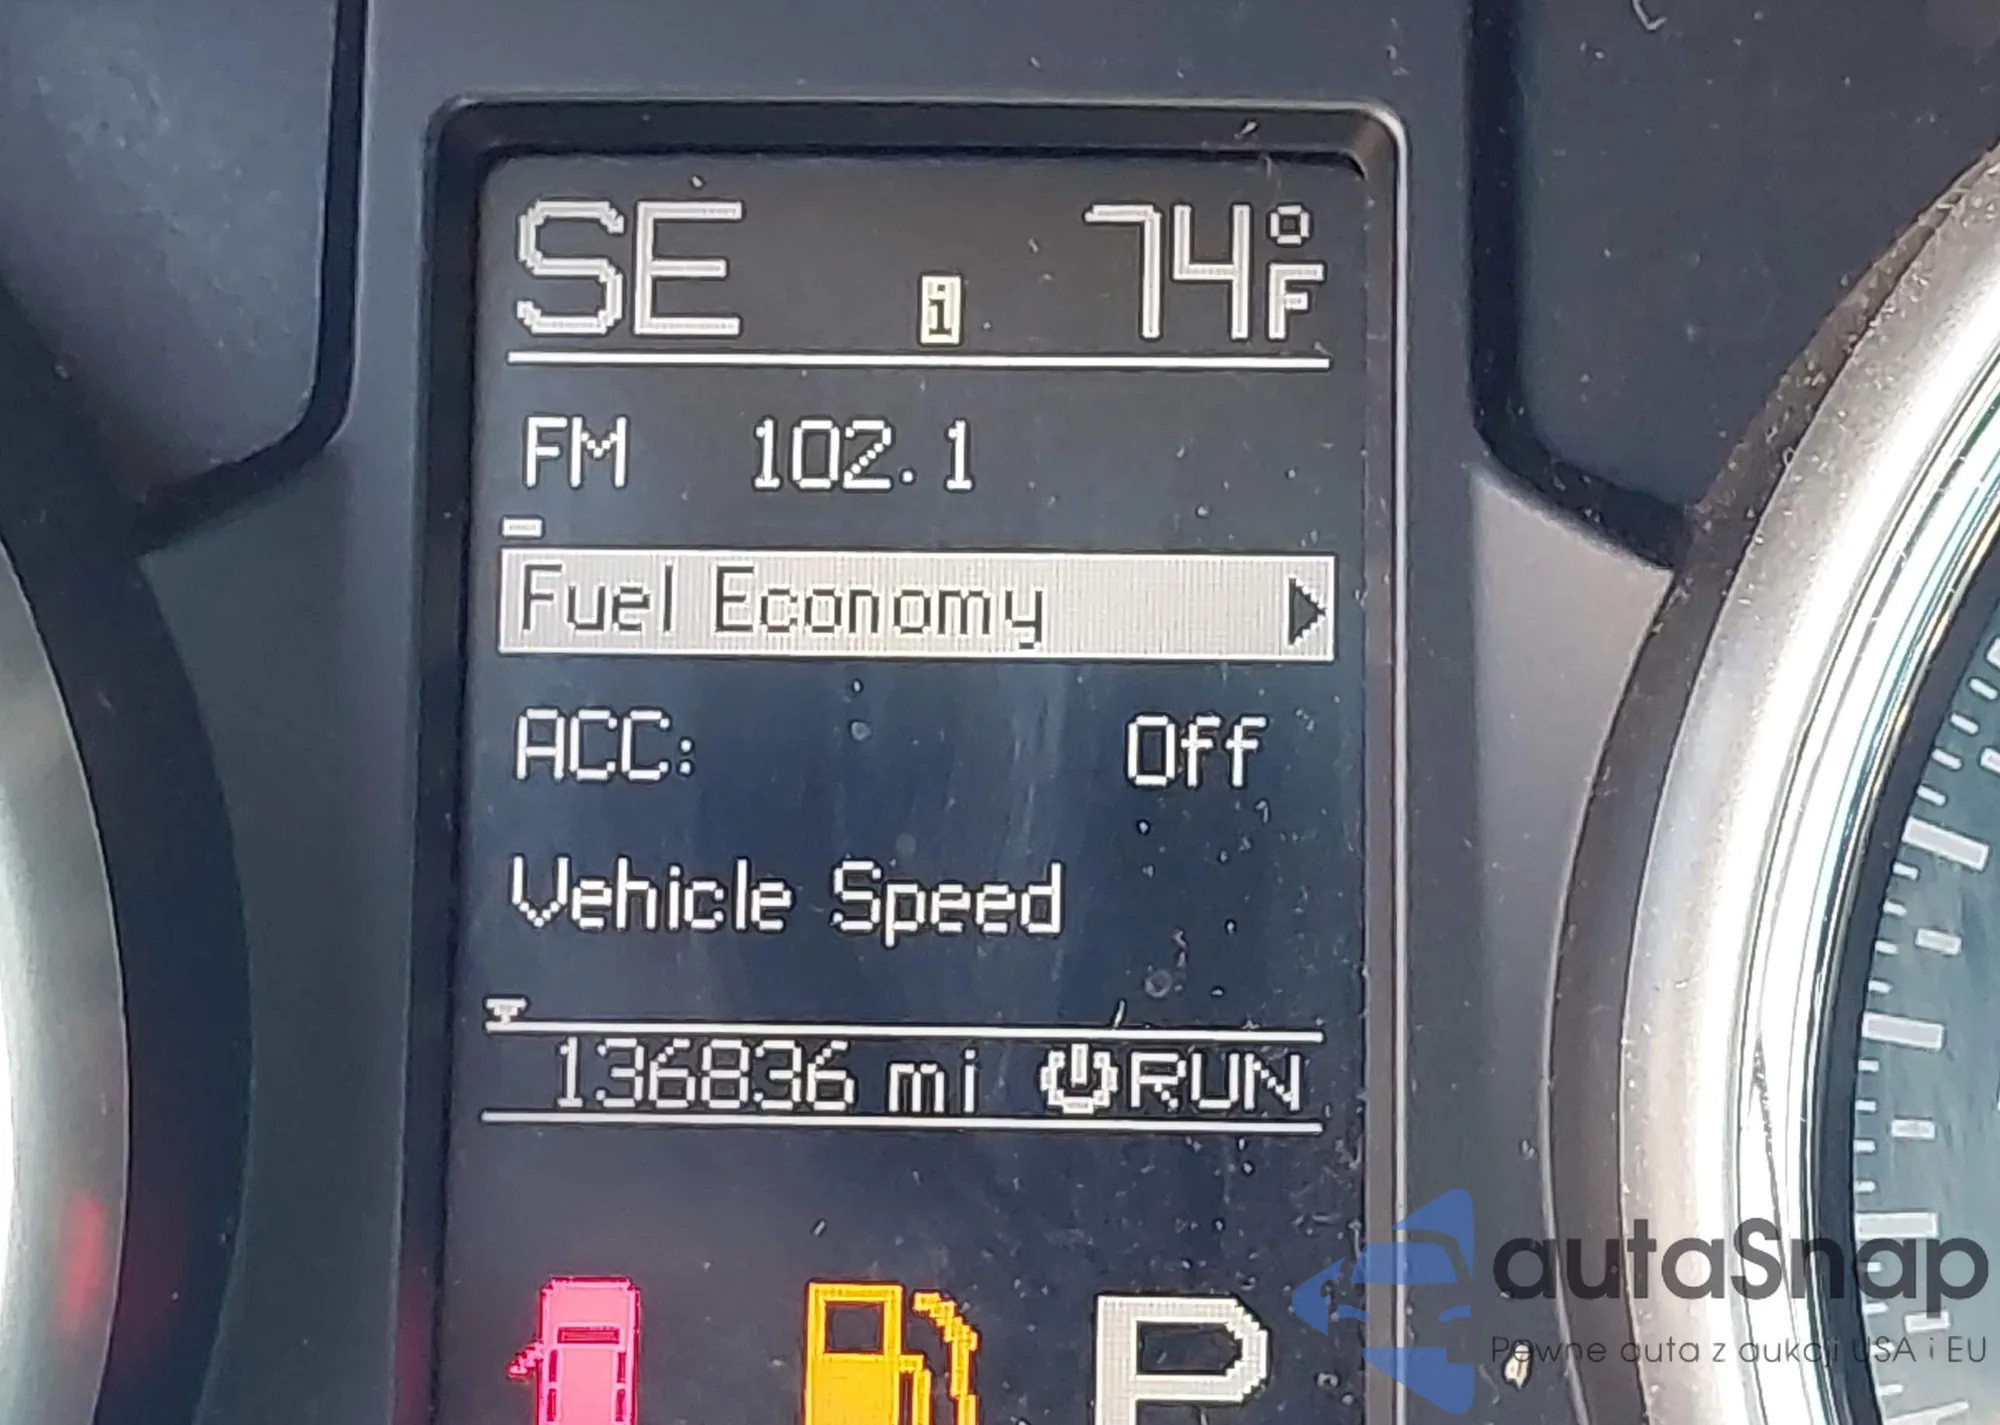 SE 74°F
i
FM 102.1
Fuel Economy
ACC: Off
Vehicle Speed
136836 mi RUN
P
autaSnap
Pewne auta z aukcji USA i EU